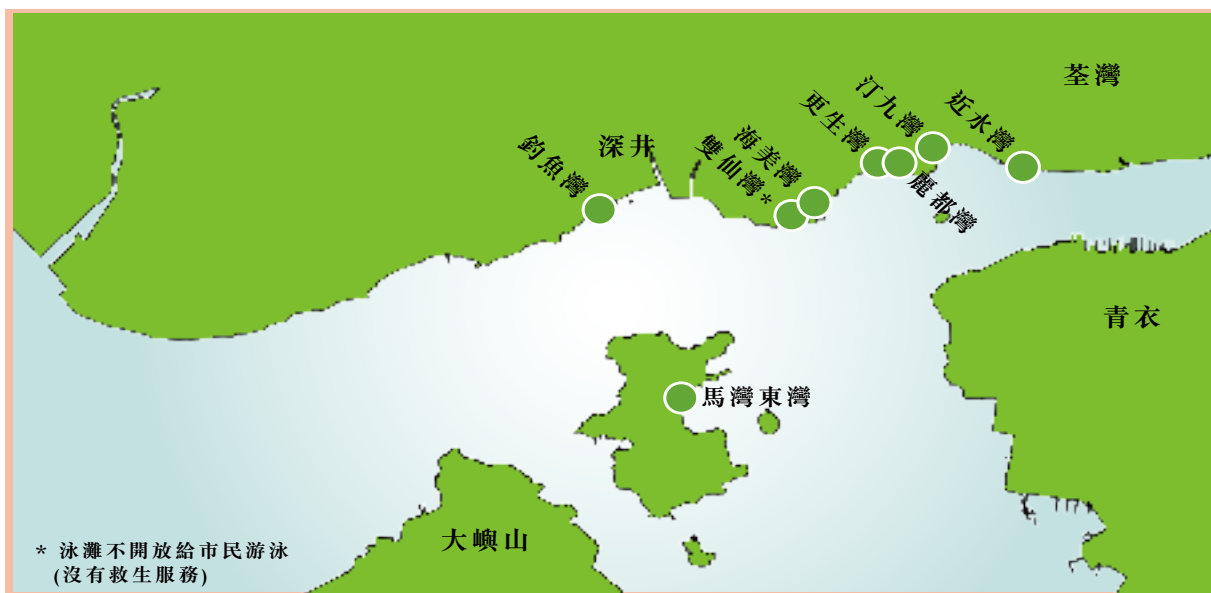 荃灣
汀九灣
近水灣
更生灣
海美灣
雙仙灣*
深井
釣魚灣
麗都灣
青衣
馬灣東灣
大嶼山
* 泳灘不開放給市民游泳
(沒有救生服務)